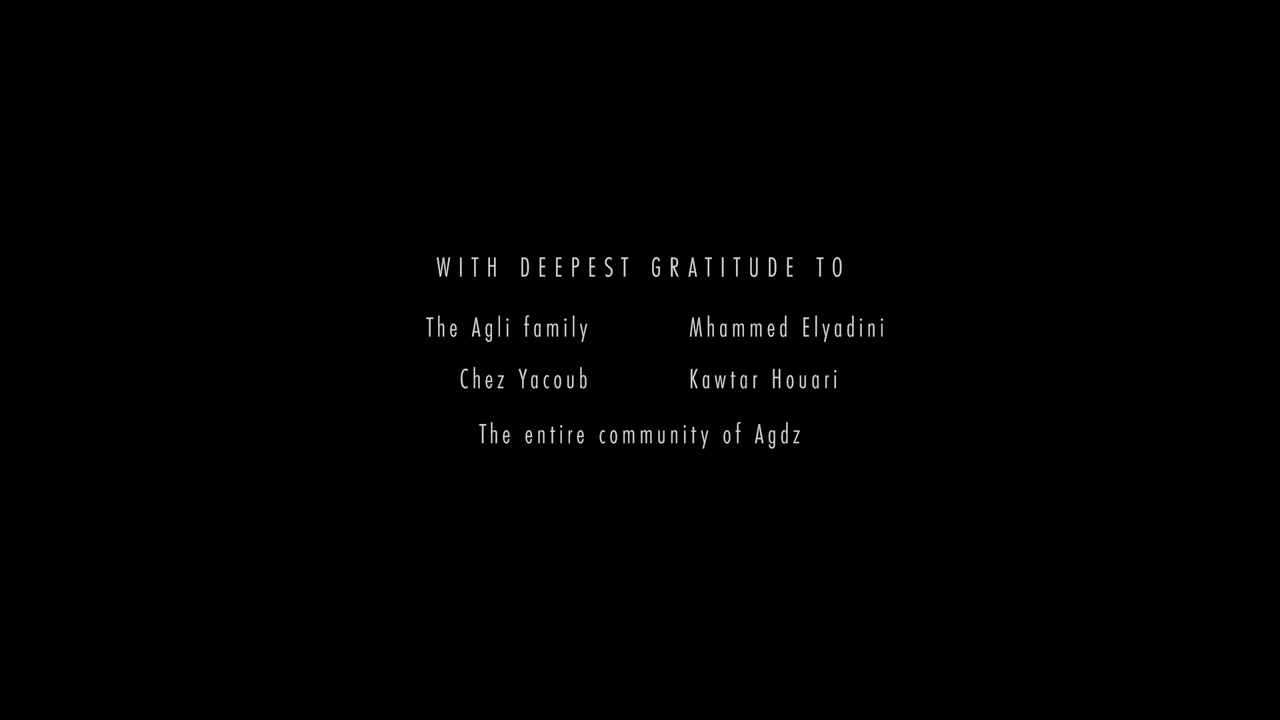 WITH DEEPEST GRATITUDE TO
The Agli family Mhammed Elyadini
Chez Yacoub Kawtar Houari
The entire community of Agdz